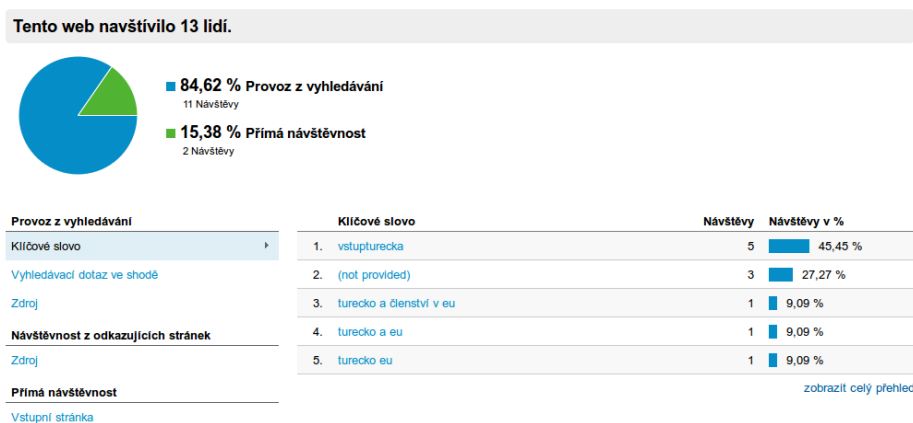 Tento web navštívilo 13 lidí.
84,62 % Provoz z vyhledávání
11 Návštěvy
15,38 % Přímá návštěvnost
2 Návštěvy
Provoz z vyhledávání
Klíčové slovo
Vyhledávací dotaz ve shodě
Zdroj
Návštěvnost z odkazujících stránek
Zdroj
Přímá návštěvnost
Vstupní stránka
Klíčové slovo Návštěvy Návštěvy v %
1. vstupturecka 5 45,45 %
2. (not provided) 3 27,27 %
3. turecko a členství v eu 1 9,09 %
4. turecko a eu 1 9,09 %
5. turecko eu 1 9,09 %
zobrazit celý přehled